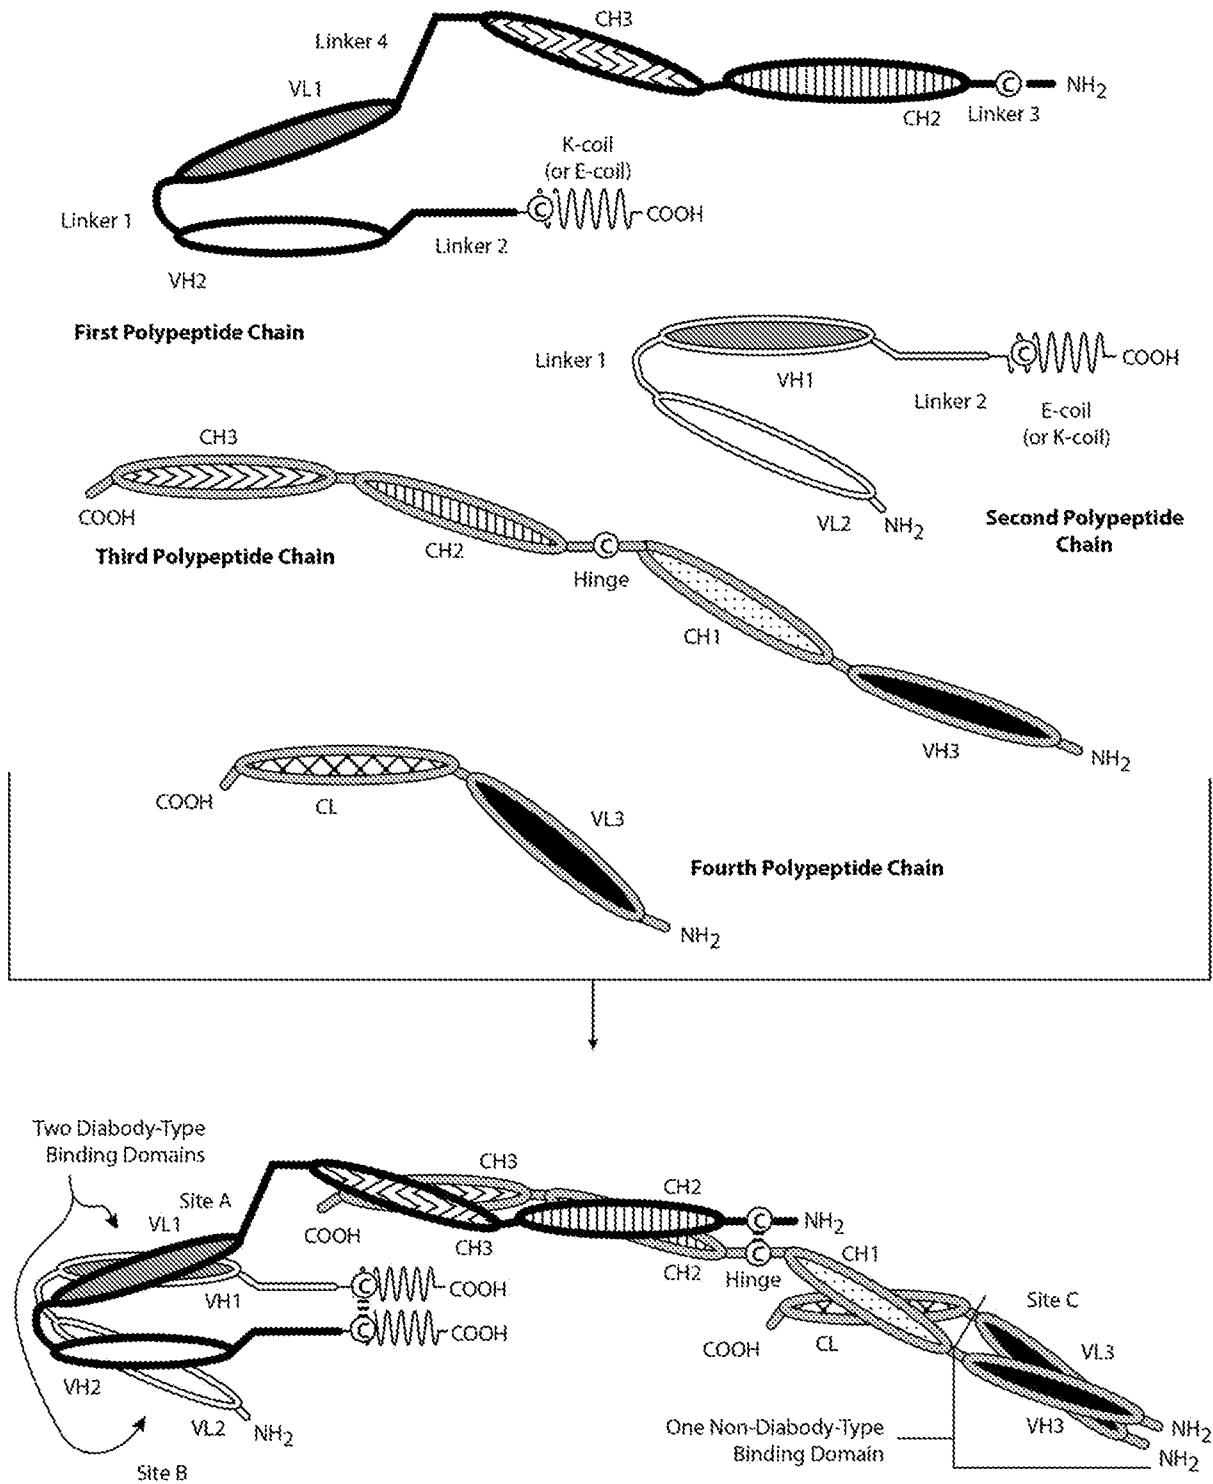 CH3
Linker 4
VL1
C
NH2
CH2
Linker 3
K-coil
(or E-coil)
C
COOH
Linker 1
Linker 2
VH2
First Polypeptide Chain
Linker 1
VH1
C
COOH
Linker 2
E-coil
(or K-coil)
VL2
NH2
Second Polypeptide
Chain
CH3
COOH
CH2
Third Polypeptide Chain
C
Hinge
CH1
VH3
NH2
COOH
CL
VL3
Fourth Polypeptide Chain
NH2
Two Diabody-Type
Binding Domains
Site A
VL1
CH3
CH2
C
NH2
COOH
CH3
CH2
C
Hinge
CH1
VH1
C
COOH
C
COOH
Site C
COOH
CL
VL3
VH2
VL2
NH2
Site B
One Non-Diabody-Type
Binding Domain
VH3
NH2
NH2